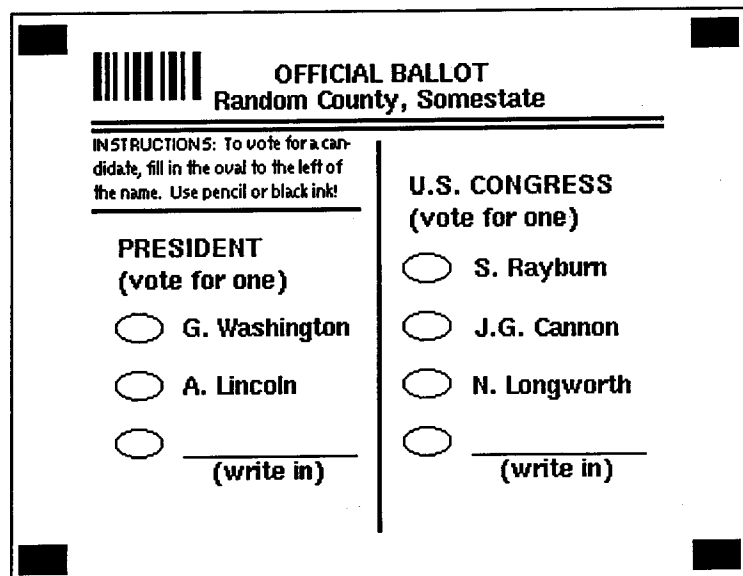 OFFICIAL BALLOT
Random County, Somestate
INSTRUCTIONS: To vote for a can-
didate, fill in the oval to the left of
the name. Use pencil or black ink!
PRESIDENT
(vote for one)
G. Washington
A. Lincoln
(write in)
U.S. CONGRESS
(vote for one)
S. Rayburn
J.G. Cannon
N. Longworth
(write in)